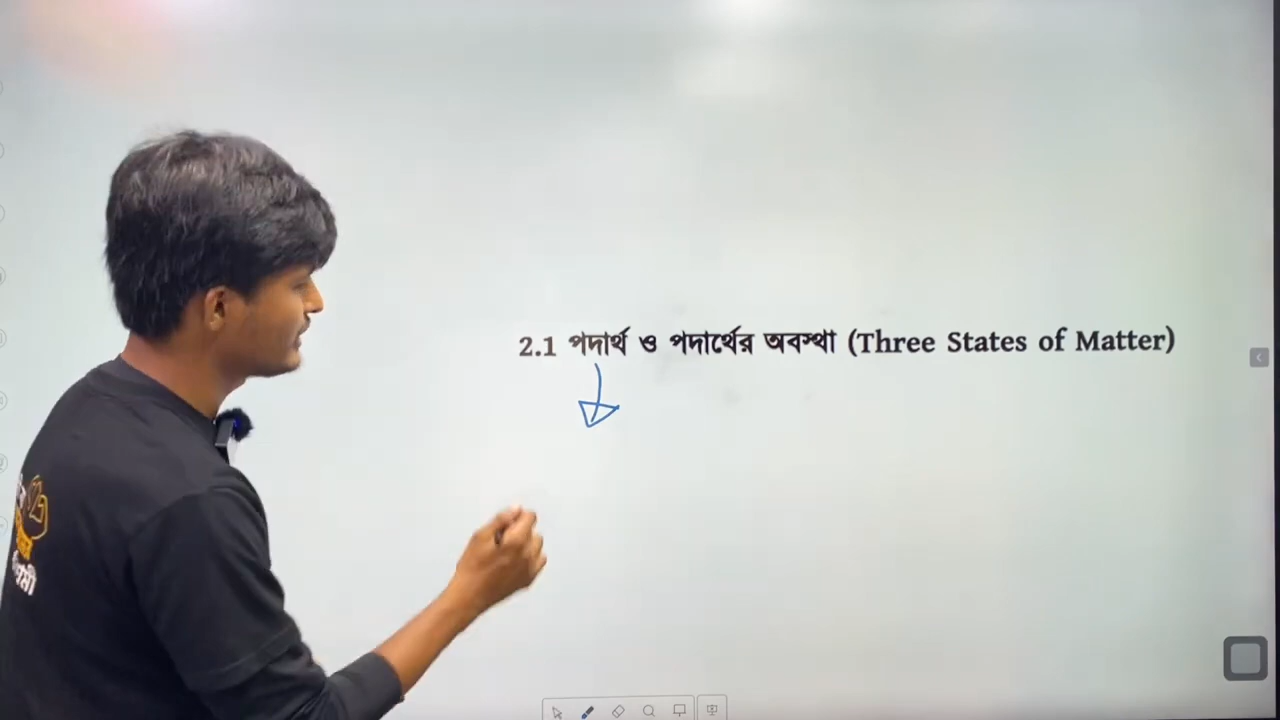 2.1 পদার্থ ও পদার্থের অবস্থা (Three States of Matter)